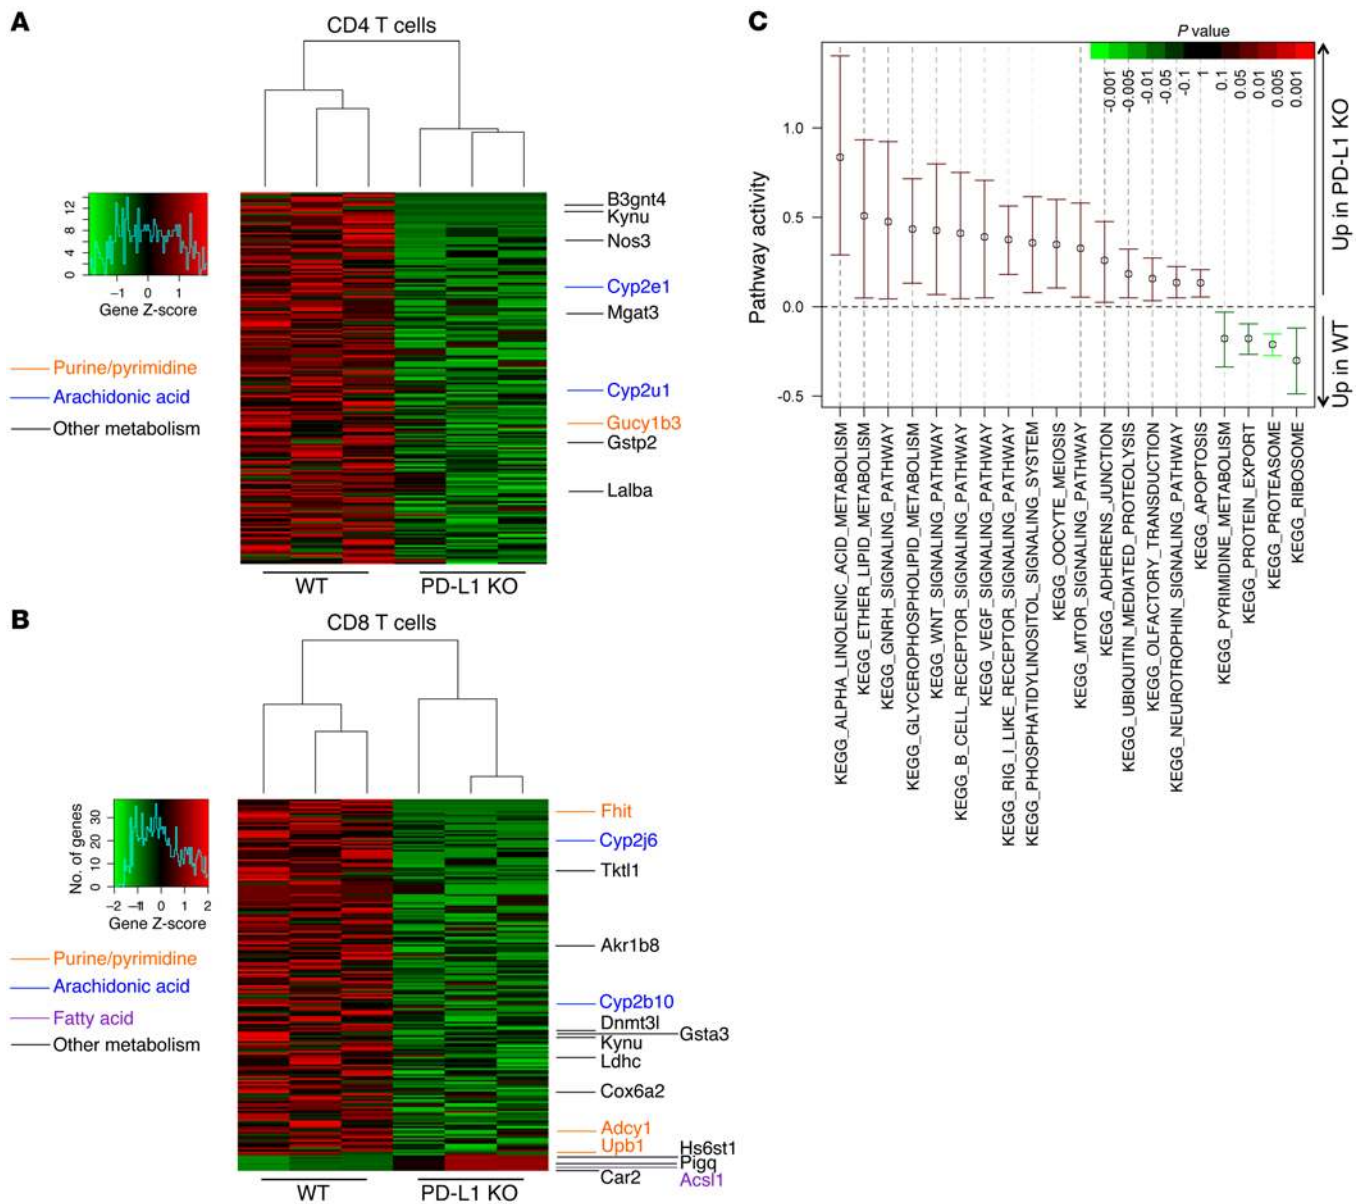 A
CD4 T cells
12
8
4
0
−1 0 1
Gene Z-score
Purine/pyrimidine
Arachidonic acid
Other metabolism
B3gnt4
Kynu
Nos3
Cyp2e1
Mgat3
Cyp2u1
Gucy1b3
Gstp2
Lalba
WT PD-L1 KO
B
CD8 T cells
No. of genes
30
20
10
0
−2 −1 0 1 2
Gene Z-score
Purine/pyrimidine
Arachidonic acid
Fatty acid
Other metabolism
Fhit
Cyp2j6
Tktl1
Akr1b8
Cyp2b10
Dnmt3l
Gsta3
Kynu
Ldhc
Cox6a2
Adcy1
Upb1
Hs6st1
Pigq
Car2
Acsl1
WT PD-L1 KO
C
P value
-0.001
-0.005
-0.01
-0.05
-0.1
1
0.1
0.05
0.01
0.005
0.001
Pathway activity
1.0
0.5
0.0
-0.5
Up in PD-L1 KO
Up in WT
KEGG_ALPHA_LINOLENIC_ACID_METABOLISM
KEGG_ETHER_LIPID_METABOLISM
KEGG_GNRH_SIGNALING_PATHWAY
KEGG_GLYCEROPHOSPHOLIPID_METABOLISM
KEGG_WNT_SIGNALING_PATHWAY
KEGG_B_CELL_RECEPTOR_SIGNALING_PATHWAY
KEGG_VEGF_SIGNALING_PATHWAY
KEGG_RIG_I_LIKE_RECEPTOR_SIGNALING_PATHWAY
KEGG_PHOSPHATIDYLINOSITOL_SIGNALING_SYSTEM
KEGG_OOCYTE_MEIOSIS
KEGG_MTOR_SIGNALING_PATHWAY
KEGG_ADHERENS_JUNCTION
KEGG_UBIQUITIN_MEDIATED_PROTEOLYSIS
KEGG_OLFACTORY_TRANSDUCTION
KEGG_NEUROTROPHIN_SIGNALING_PATHWAY
KEGG_APOPTOSIS
KEGG_PYRIMIDINE_METABOLISM
KEGG_PROTEIN_EXPORT
KEGG_PROTEASOME
KEGG_RIBOSOME